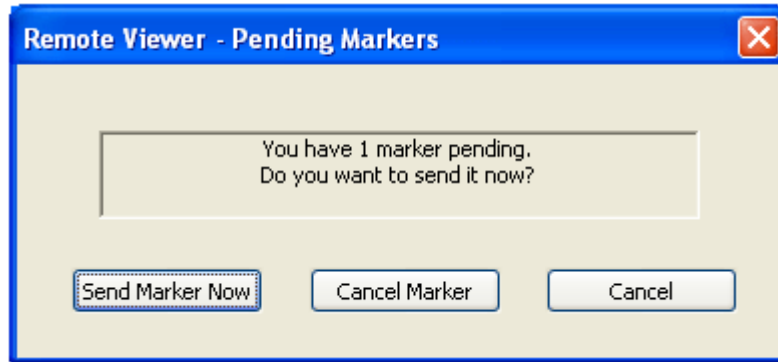 Remote Viewer - Pending Markers
You have 1 marker pending.
Do you want to send it now?
Send Marker Now
Cancel Marker
Cancel